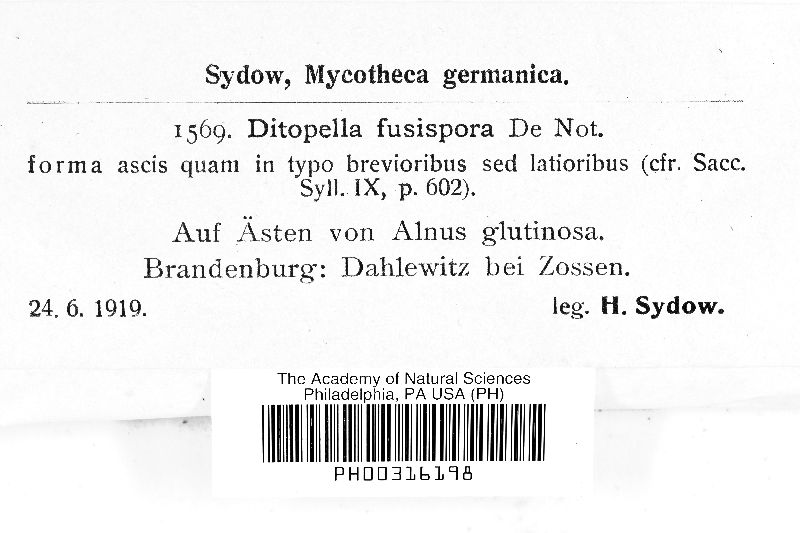 Sydow, Mycotheca germanica.
1569. Ditopella fusispora De Not.
forma ascis quam in typo brevioribus sed latioribus (cfr. Sacc.
Syll. IX, p. 602).
Auf Ästen von Alnus glutinosa.
Brandenburg: Dahlewitz bei Zossen.
24. 6. 1919. leg. H. Sydow.
The Academy of Natural Sciences
Philadelphia, PA USA (PH)
PH00316198